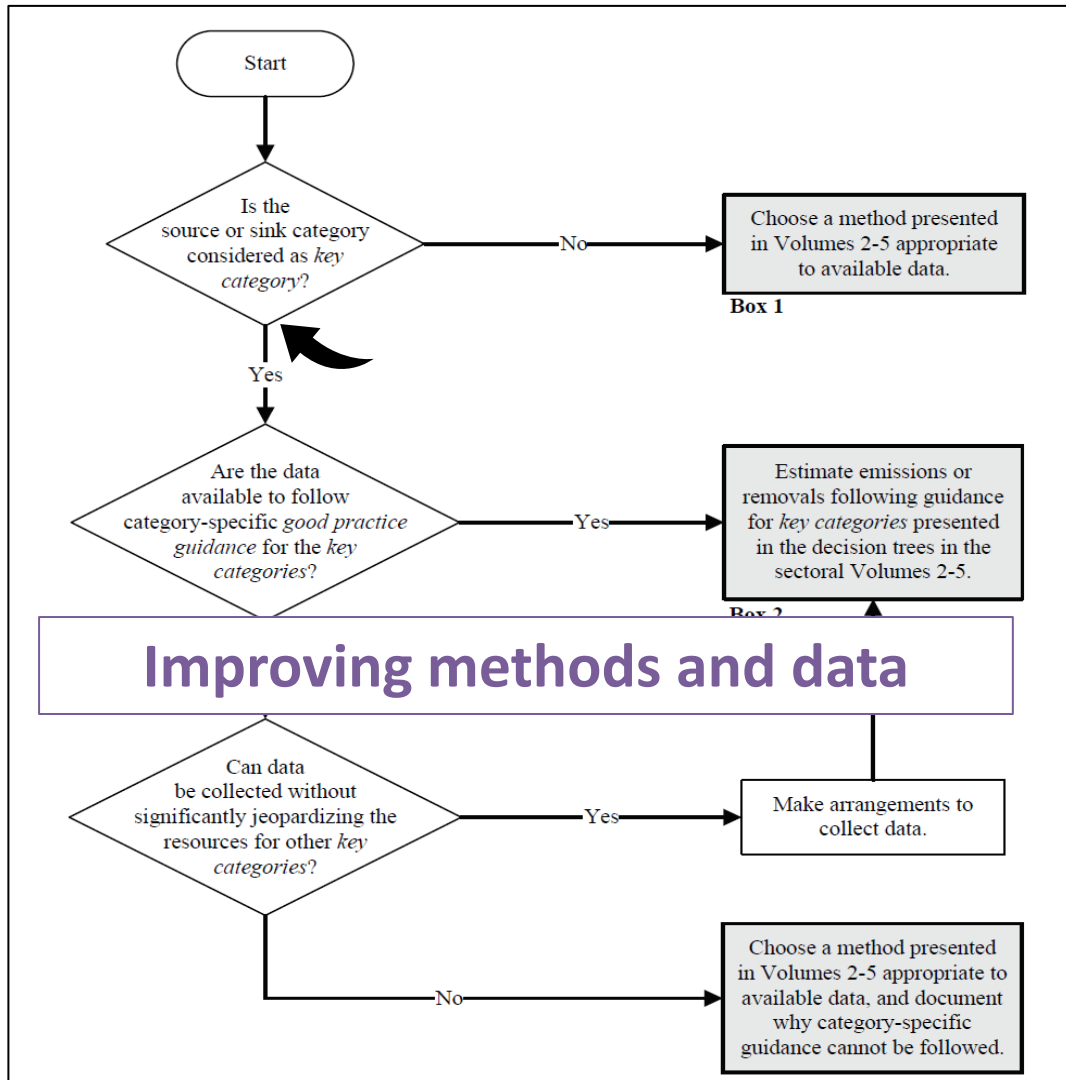 Start
Is the
source or sink category
considered as key
category?
No
Choose a method presented
in Volumes 2-5 appropriate
to available data.
Box 1
Yes
Are the data
available to follow
category-specific good practice
guidance for the key
categories?
Yes
Estimate emissions or
removals following guidance
for key categories presented
in the decision trees in the
sectoral Volumes 2-5.
Box 2
Improving methods and data
Can data
be collected without
significantly jeopardizing the
resources for other key
categories?
Yes
Make arrangements to
collect data.
No
Choose a method presented
in Volumes 2-5 appropriate to
available data, and document
why category-specific
guidance cannot be followed.